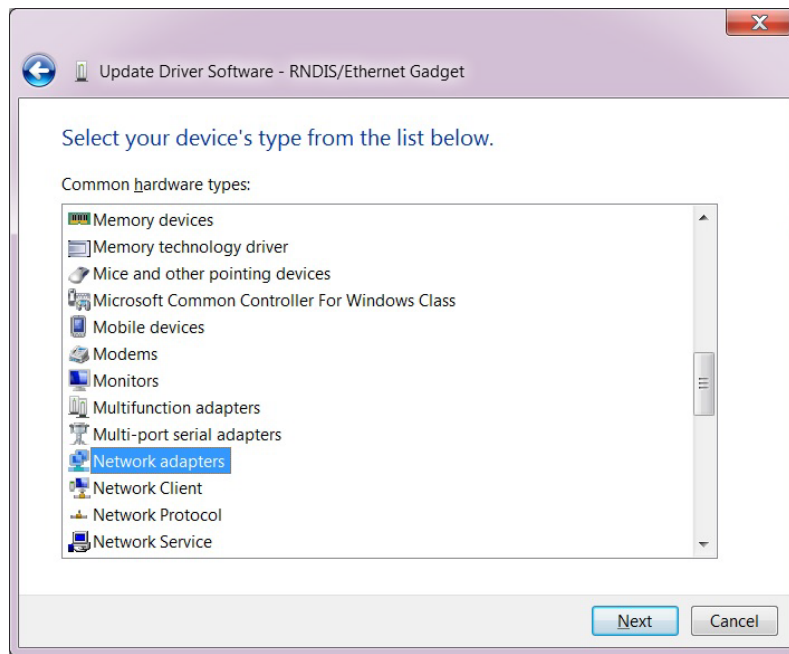 Update Driver Software - RNDIS/Ethernet Gadget
Select your device's type from the list below.
Common hardware types:
Memory devices
Memory technology driver
Mice and other pointing devices
Microsoft Common Controller For Windows Class
Mobile devices
Modems
Monitors
Multifunction adapters
Multi-port serial adapters
Network adapters
Network Client
Network Protocol
Network Service
Next Cancel